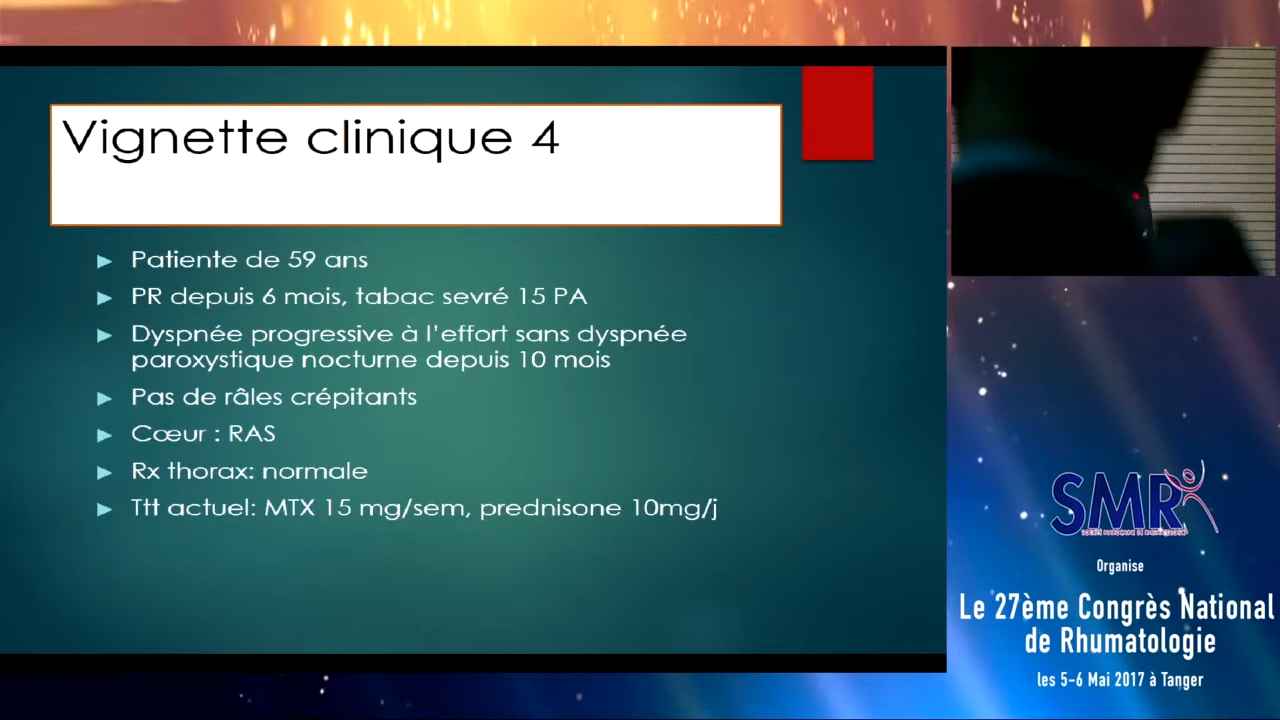 Vignette clinique 4
Patiente de 59 ans
PR depuis 6 mois, tabac sevré 15 PA
Dyspnée progressive à l'effort sans dyspnée
paroxystique nocturne depuis 10 mois
Pas de râles crépitants
Cœur : RAS
Rx thorax: normale
Ttt actuel: MTX 15 mg/sem, prednisone 10mg/j
SMR
Organise
Le 27ème Congrès National
de Rhumatologie
les 5-6 Mai 2017 à Tanger